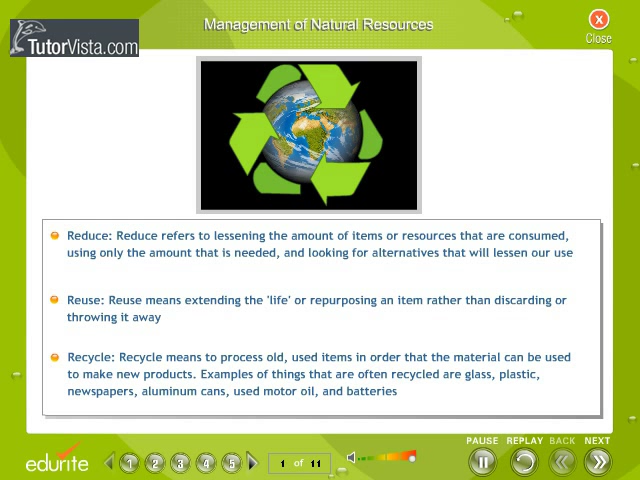 Management of Natural Resources
X
Close
TutorVista.com
Reduce: Reduce refers to lessening the amount of items or resources that are consumed,
using only the amount that is needed, and looking for alternatives that will lessen our use
Reuse: Reuse means extending the 'life' or repurposing an item rather than discarding or
throwing it away
Recycle: Recycle means to process old, used items in order that the material can be used
to make new products. Examples of things that are often recycled are glass, plastic,
newspapers, aluminum cans, used motor oil, and batteries
PAUSE REPLAY BACK NEXT
edurite 1 2 3 4 5 1 of 11